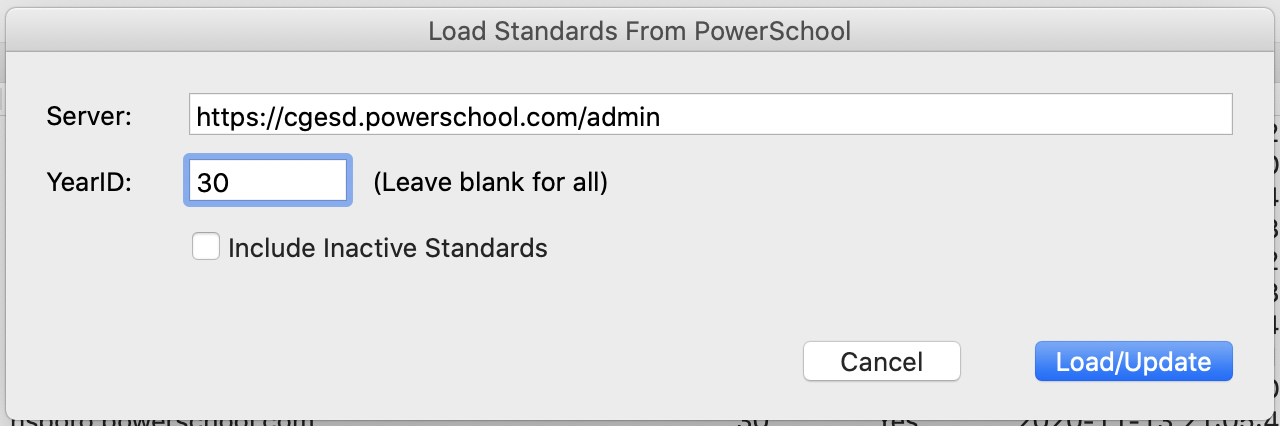 Load Standards From PowerSchool
Server: https://cgesd.powerschool.com/admin
YearID: 30 (Leave blank for all)
Include Inactive Standards
Cancel Load/Update